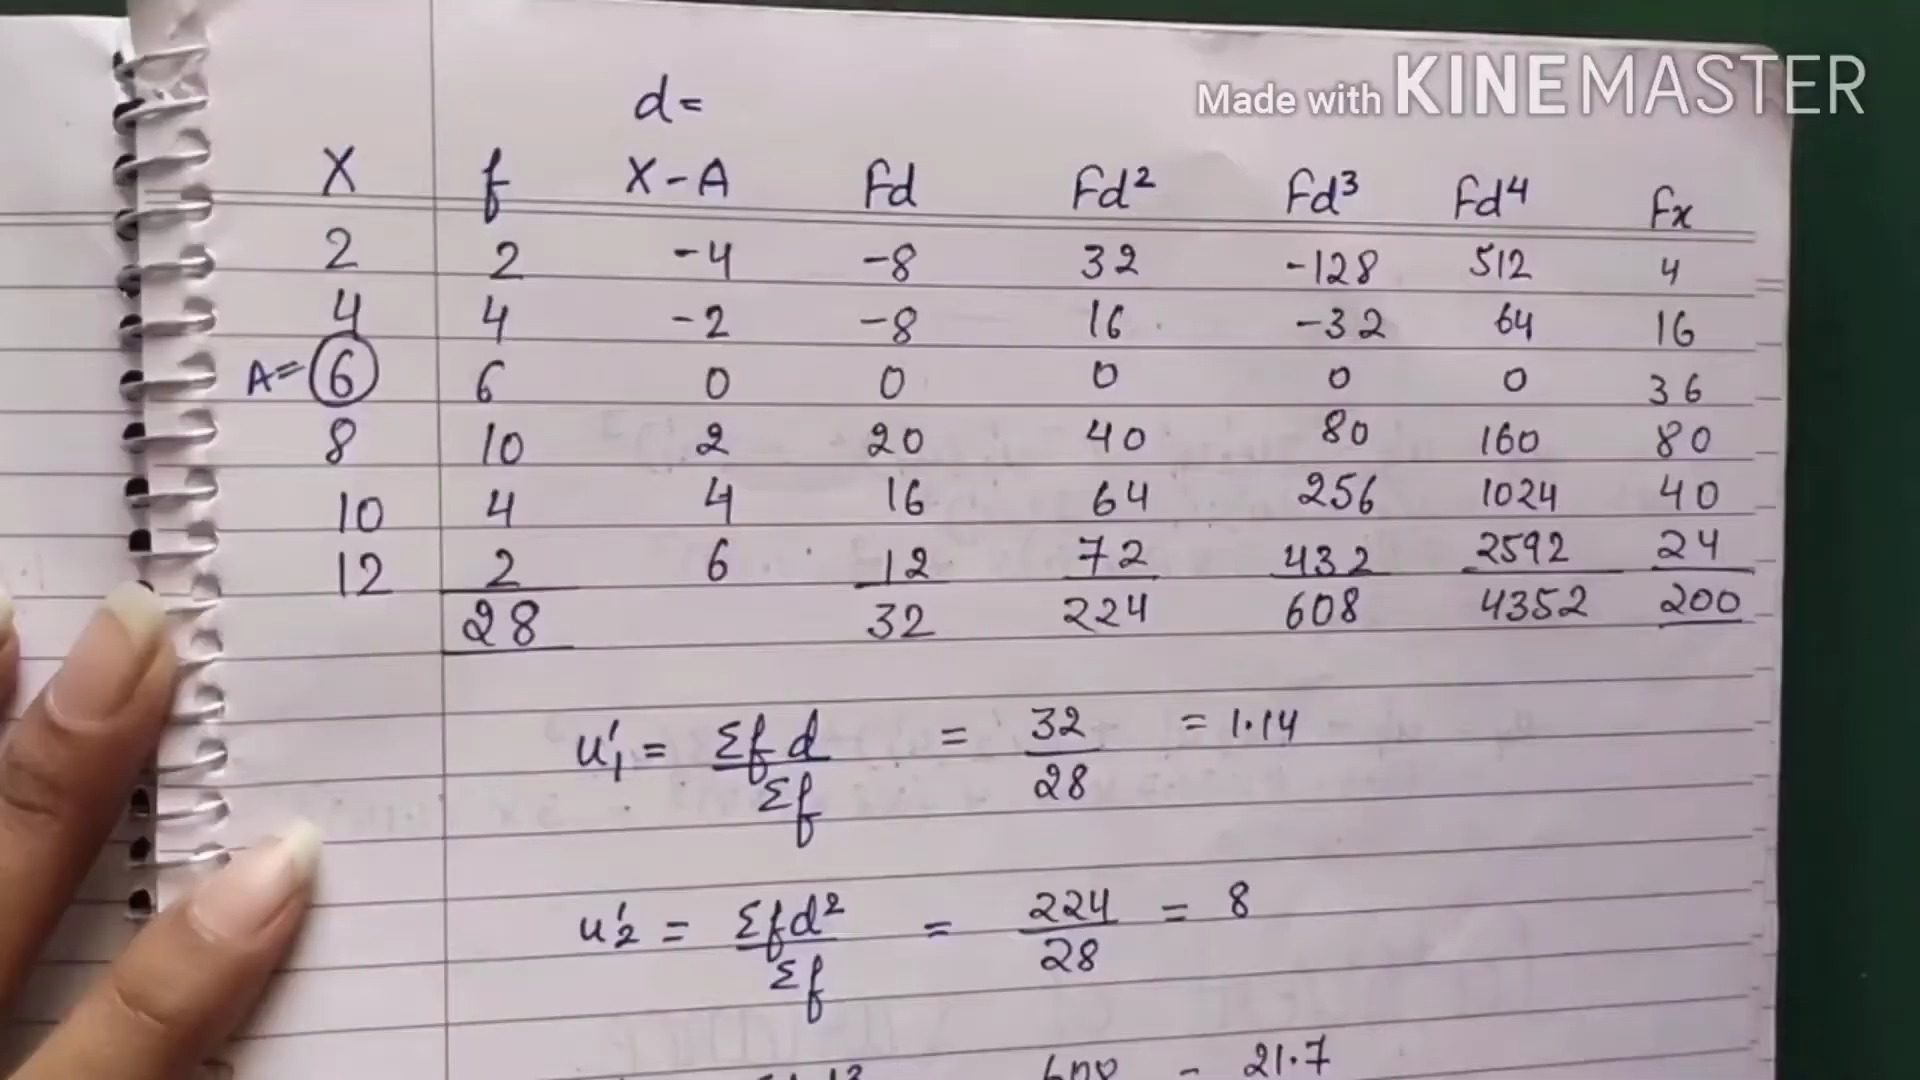 Made with KINEMASTER
d=
X f X-A Fd Fd² Fd³ Fd⁴ Fx
2 2 -4 -8 32 -128 512 4
4 4 -2 -8 16 -32 64 16
A=6 6 0 0 0 0 0 36
8 10 2 20 40 80 160 80
10 4 4 16 64 256 1024 40
12 2 6 12 72 432 2592 24
28 32 224 608 4352 200
u'₁ = Σfd / Σf = 32 / 28 = 1.14
u'₂ = Σfd² / Σf = 224 / 28 = 8
608 = 21.7